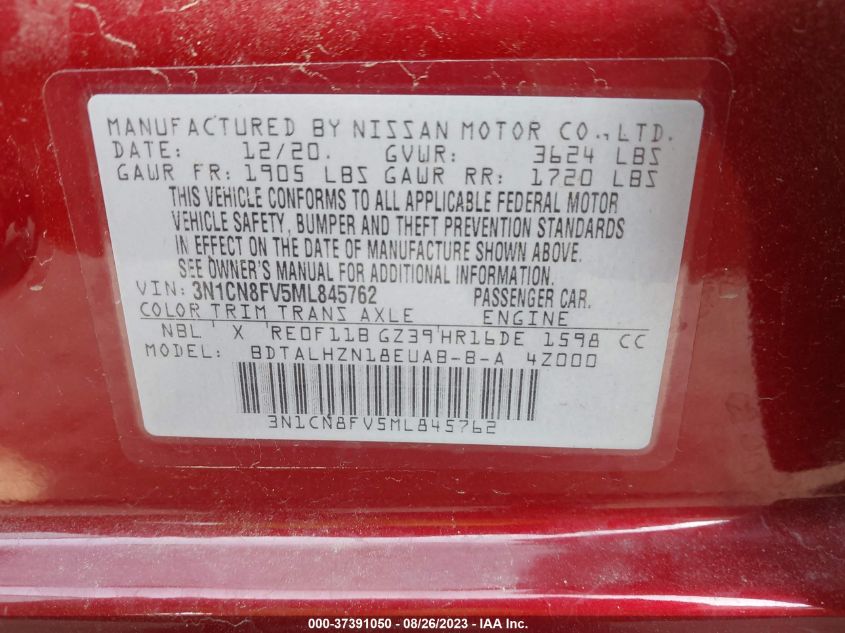 MANUFACTURED BY NISSAN MOTOR CO., LTD.
DATE: 12/20. GVWR: 3624 LBS
GAWR FR: 1905 LBS GAWR RR: 1720 LBS
THIS VEHICLE CONFORMS TO ALL APPLICABLE FEDERAL MOTOR
VEHICLE SAFETY, BUMPER AND THEFT PREVENTION STANDARDS
IN EFFECT ON THE DATE OF MANUFACTURE SHOWN ABOVE.
SEE OWNER'S MANUAL FOR ADDITIONAL INFORMATION.
VIN: 3N1CN8FV5ML845762 PASSENGER CAR.
COLOR TRIM TRANS AXLE ENGINE
NBL ' X 'RE0F11B GZ39'HR16DE 1598 CC
MODEL: BDTALHZN18EUAB-B-A 4Z000
3N1CN8FV5ML845762
000-37391050 - 08/26/2023 - IAA Inc.